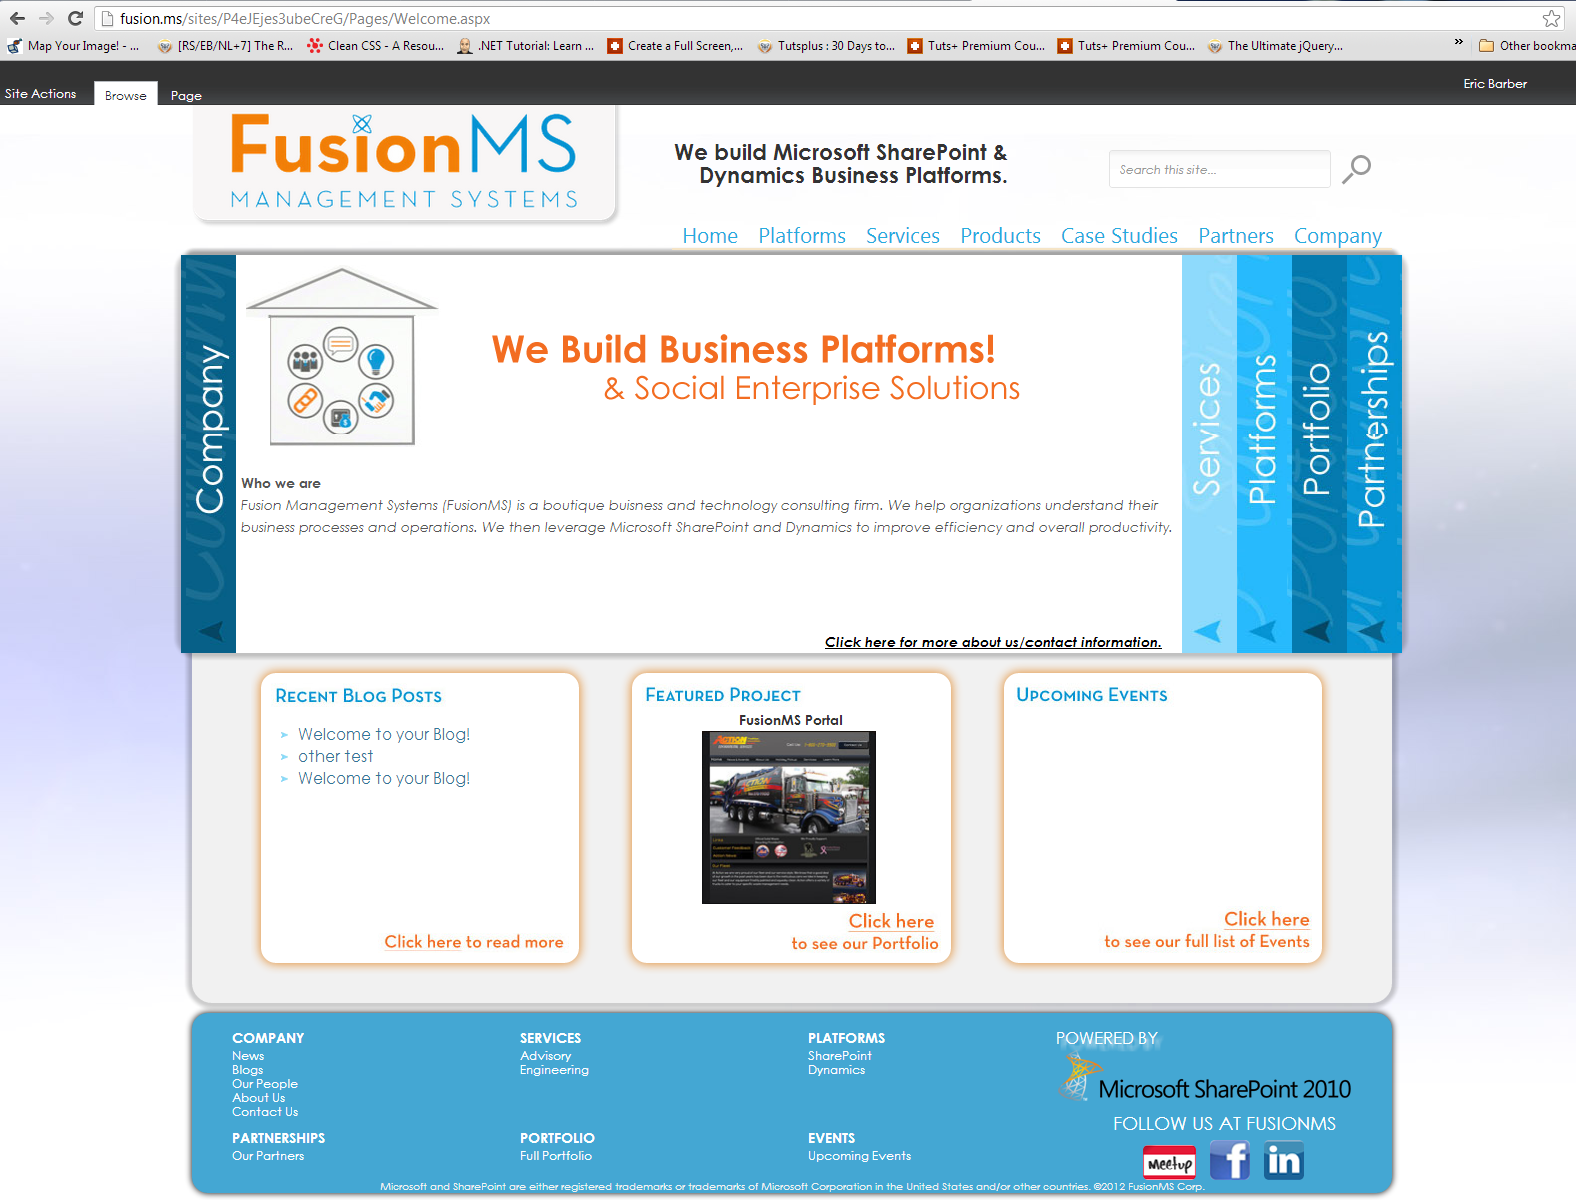 fusion.ms/sites/P4eJEjes3ubeCreG/Pages/Welcome.aspx
Map Your Image! - ... [RS/EB/NL+7] The R... Clean CSS - A Resou... .NET Tutorial: Learn ... Create a Full Screen,... Tutsplus : 30 Days to... Tuts+ Premium Cou... Tuts+ Premium Cou... The Ultimate jQuery... » Other bookma
Site Actions Browse Page Eric Barber
FusionMS
MANAGEMENT SYSTEMS
We build Microsoft SharePoint &
Dynamics Business Platforms.
Search this site...
Home Platforms Services Products Case Studies Partners Company
Company
We Build Business Platforms!
& Social Enterprise Solutions
Who we are
Fusion Management Systems (FusionMS) is a boutique buisness and technology consulting firm. We help organizations understand their
business processes and operations. We then leverage Microsoft SharePoint and Dynamics to improve efficiency and overall productivity.
Click here for more about us/contact information.
Services
Platforms
Portfolio
Partnerships
Recent Blog Posts
Welcome to your Blog!
other test
Welcome to your Blog!
Click here to read more
Featured Project
FusionMS Portal
ACTION
Click here
to see our Portfolio
Upcoming Events
Click here
to see our full list of Events
COMPANY
News
Blogs
Our People
About Us
Contact Us
SERVICES
Advisory
Engineering
PLATFORMS
SharePoint
Dynamics
PARTNERSHIPS
Our Partners
PORTFOLIO
Full Portfolio
EVENTS
Upcoming Events
POWERED BY
Microsoft SharePoint 2010
FOLLOW US AT FUSIONMS
Meetup f in
Microsoft and SharePoint are either registered trademarks or trademarks of Microsoft Corporation in the United States and/or other countries. ©2012 FusionMS Corp.